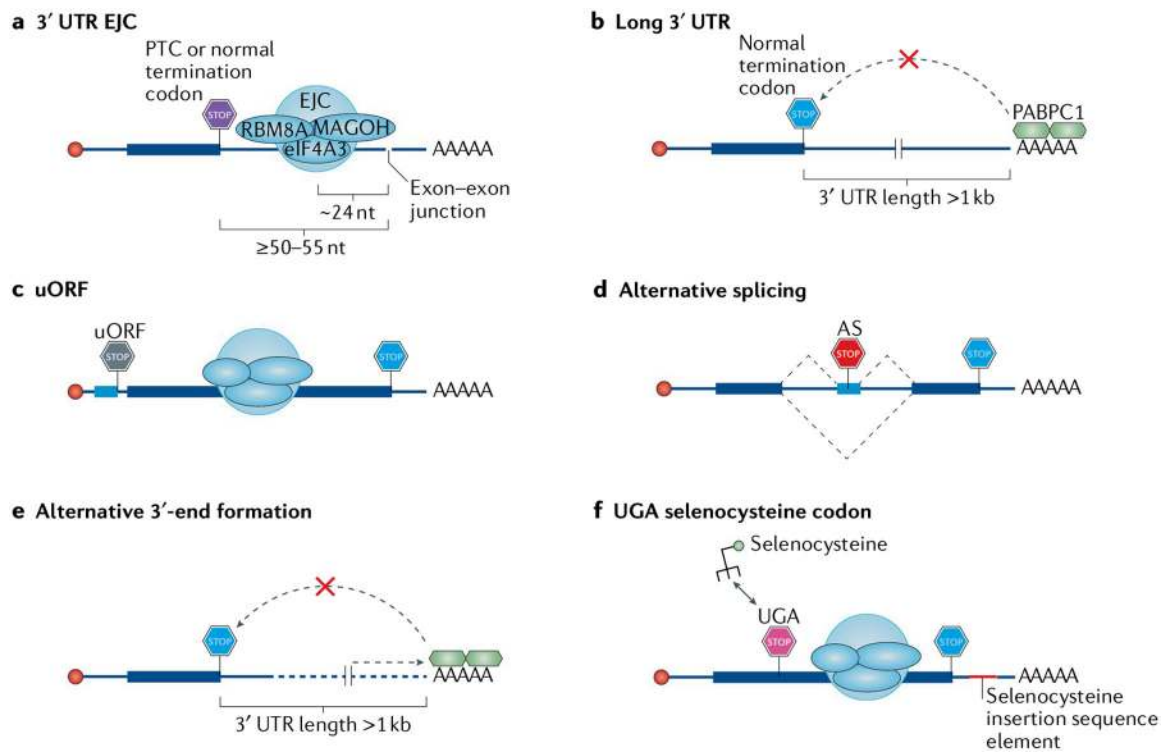 a 3′ UTR EJC
PTC or normal
termination
codon
STOP
EJC
RBM8A MAGOH
eIF4A3
AAAAA
Exon–exon
junction
~24 nt
≥50–55 nt
b Long 3′ UTR
Normal
termination
codon
STOP
PABPC1
AAAAA
3′ UTR length >1 kb
c uORF
uORF
STOP
STOP
AAAAA
d Alternative splicing
AS
STOP
STOP
AAAAA
e Alternative 3′-end formation
STOP
AAAAA
3′ UTR length >1 kb
f UGA selenocysteine codon
Selenocysteine
UGA
STOP
STOP
AAAAA
Selenocysteine
insertion sequence
element